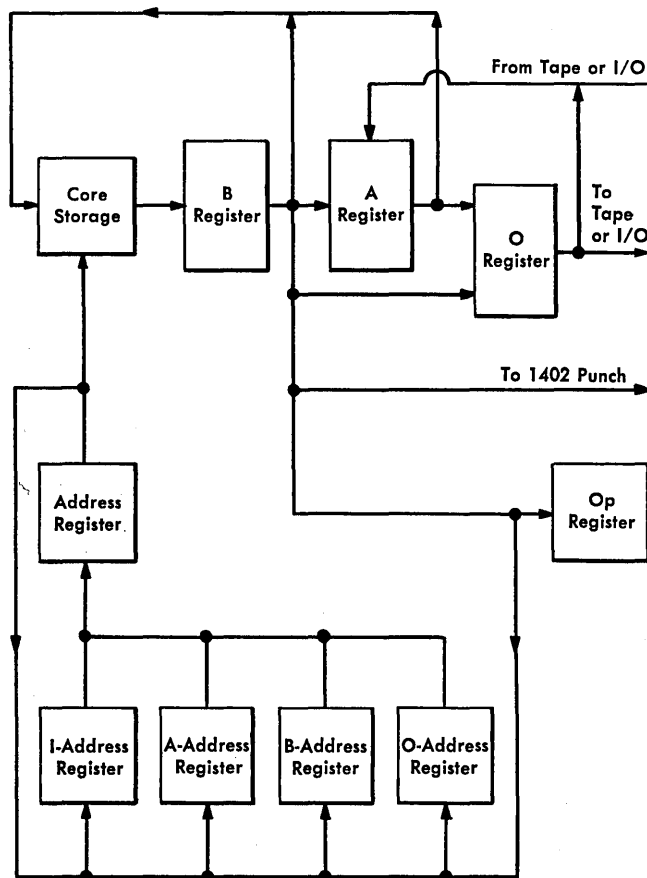 From Tape or I/O
Core
Storage
B
Register
A
Register
O
Register
To
Tape
or I/O
To 1402 Punch
Address
Register
Op
Register
I-Address
Register
A-Address
Register
B-Address
Register
O-Address
Register